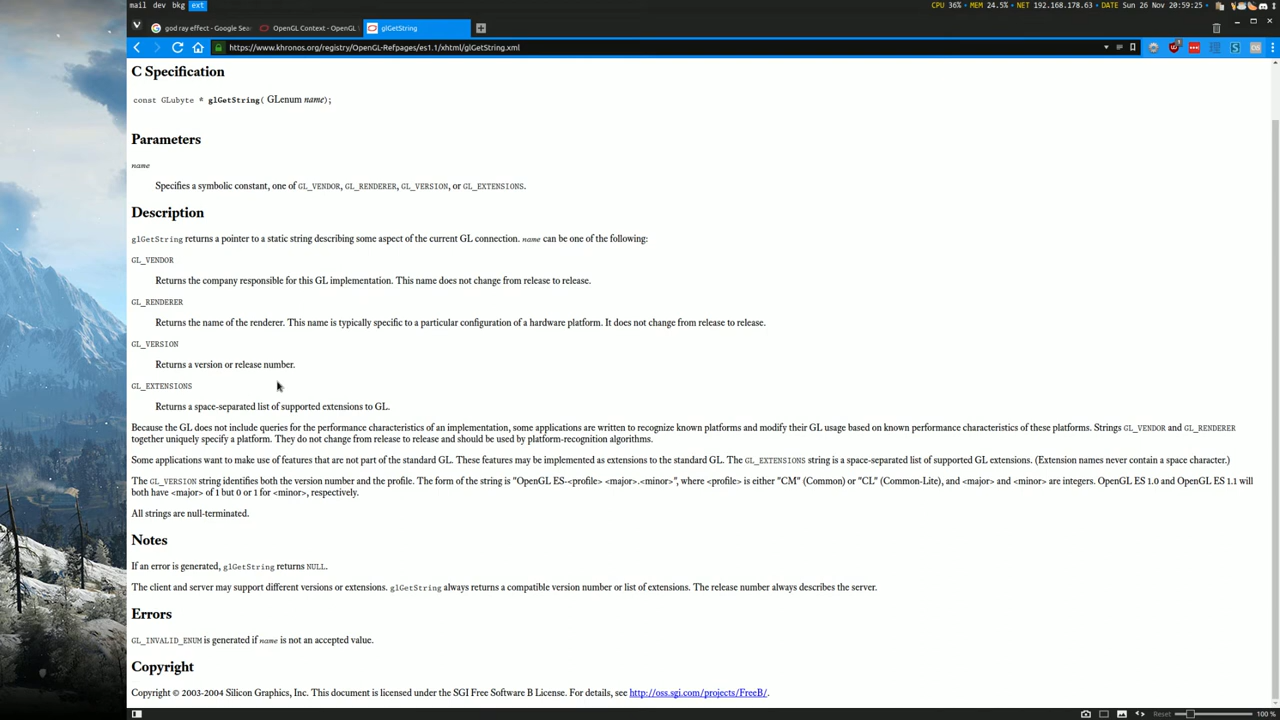 mail dev bkg ext
CPU 36% MEM 24.5% NET 192.168.178.63 Sun 26 Nov 20:59:25
god ray effect - Google Sea
OpenGL Context - OpenGL
glGetString
https://www.khronos.org/registry/OpenGL-Refpages/es1.1/xhtml/glGetString.xml
C Specification
const GLubyte * glGetString( GLenum name);
Parameters
name
Specifies a symbolic constant, one of GL_VENDOR, GL_RENDERER, GL_VERSION, or GL_EXTENSIONS.
Description
glGetString returns a pointer to a static string describing some aspect of the current GL connection. name can be one of the following:
GL_VENDOR
Returns the company responsible for this GL implementation. This name does not change from release to release.
GL_RENDERER
Returns the name of the renderer. This name is typically specific to a particular configuration of a hardware platform. It does not change from release to release.
GL_VERSION
Returns a version or release number.
GL_EXTENSIONS
Returns a space-separated list of supported extensions to GL.
Because the GL does not include queries for the performance characteristics of an implementation, some applications are written to recognize known platforms and modify their GL usage based on known performance characteristics of these platforms. Strings GL_VENDOR and GL_RENDERER
together uniquely specify a platform. They do not change from release to release and should be used by platform-recognition algorithms.
Some applications want to make use of features that are not part of the standard GL. These features may be implemented as extensions to the standard GL. The GL_EXTENSIONS string is a space-separated list of supported GL extensions. (Extension names never contain a space character.)
The GL_VERSION string identifies both the version number and the profile. The form of the string is "OpenGL ES-<profile> <major>.<minor>", where <profile> is either "CM" (Common) or "CL" (Common-Lite), and <major> and <minor> are integers. OpenGL ES 1.0 and OpenGL ES 1.1 will
both have <major> of 1 but 0 or 1 for <minor>, respectively.
All strings are null-terminated.
Notes
If an error is generated, glGetString returns NULL.
The client and server may support different versions or extensions. glGetString always returns a compatible version number or list of extensions. The release number always describes the server.
Errors
GL_INVALID_ENUM is generated if name is not an accepted value.
Copyright
Copyright © 2003-2004 Silicon Graphics, Inc. This document is licensed under the SGI Free Software B License. For details, see http://oss.sgi.com/projects/FreeB/.
Reset 100 %